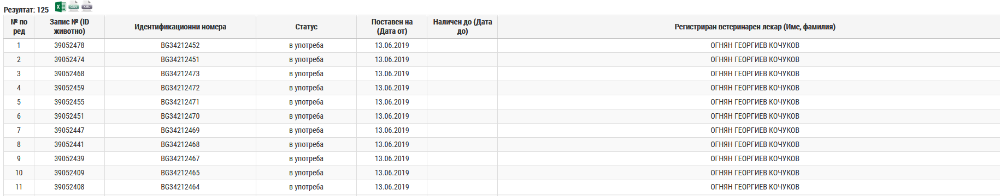 Резултат: 125 CSV XML
№ по ред Запис № (ID животно) Идентификационни номера Статус Поставен на (Дата от) Наличен до (Дата до) Регистриран ветеринарен лекар (Име, фамилия)
1 39052478 BG34212452 в употреба 13.06.2019 ОГНЯН ГЕОРГИЕВ КОЧУКОВ
2 39052474 BG34212451 в употреба 13.06.2019 ОГНЯН ГЕОРГИЕВ КОЧУКОВ
3 39052468 BG34212473 в употреба 13.06.2019 ОГНЯН ГЕОРГИЕВ КОЧУКОВ
4 39052459 BG34212472 в употреба 13.06.2019 ОГНЯН ГЕОРГИЕВ КОЧУКОВ
5 39052455 BG34212471 в употреба 13.06.2019 ОГНЯН ГЕОРГИЕВ КОЧУКОВ
6 39052451 BG34212470 в употреба 13.06.2019 ОГНЯН ГЕОРГИЕВ КОЧУКОВ
7 39052447 BG34212469 в употреба 13.06.2019 ОГНЯН ГЕОРГИЕВ КОЧУКОВ
8 39052441 BG34212468 в употреба 13.06.2019 ОГНЯН ГЕОРГИЕВ КОЧУКОВ
9 39052439 BG34212467 в употреба 13.06.2019 ОГНЯН ГЕОРГИЕВ КОЧУКОВ
10 39052409 BG34212465 в употреба 13.06.2019 ОГНЯН ГЕОРГИЕВ КОЧУКОВ
11 39052408 BG34212464 в употреба 13.06.2019 ОГНЯН ГЕОРГИЕВ КОЧУКОВ